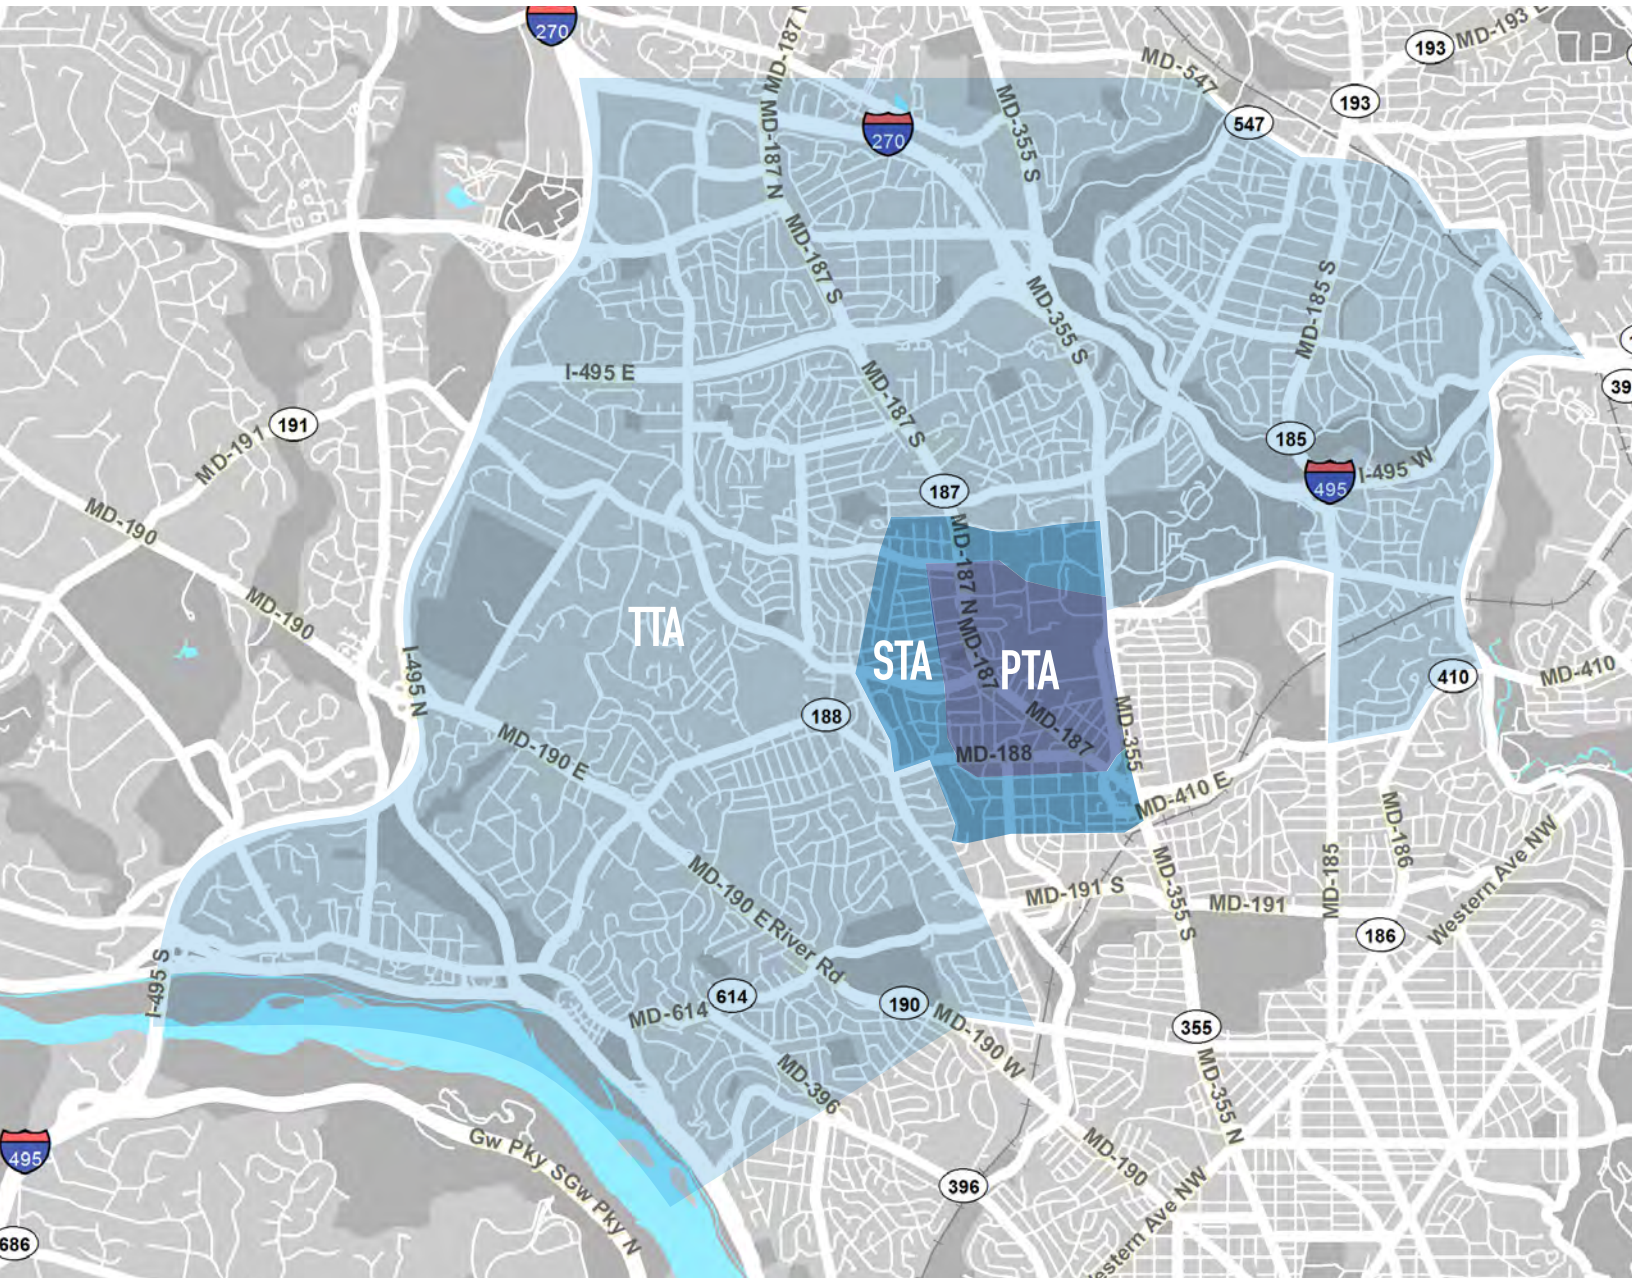 270
MD-187 N
193
MD-193 E
MD-547
193
547
270
MD-187 N
MD-355 S
MD-187 S
MD-185 S
MD-355 S
I-495 E
39
MD-187 S
191
MD-191
185
I-495 W
495
187
MD-190
MD-187 N
MD-190
TTA
STA
MD-187
PTA
I-495 N
410
MD-410
188
MD-187
MD-355
MD-190 E
MD-188
MD-410 E
MD-186
Western Ave NW
MD-190 E
MD-191 S
MD-355 S
MD-191
MD-185
186
River Rd
I-495 S
614
MD-614
190
MD-190 W
355
MD-396
MD-355 N
495
Gw Pky S
Gw Pky N
MD-190
396
Western Ave NW
686